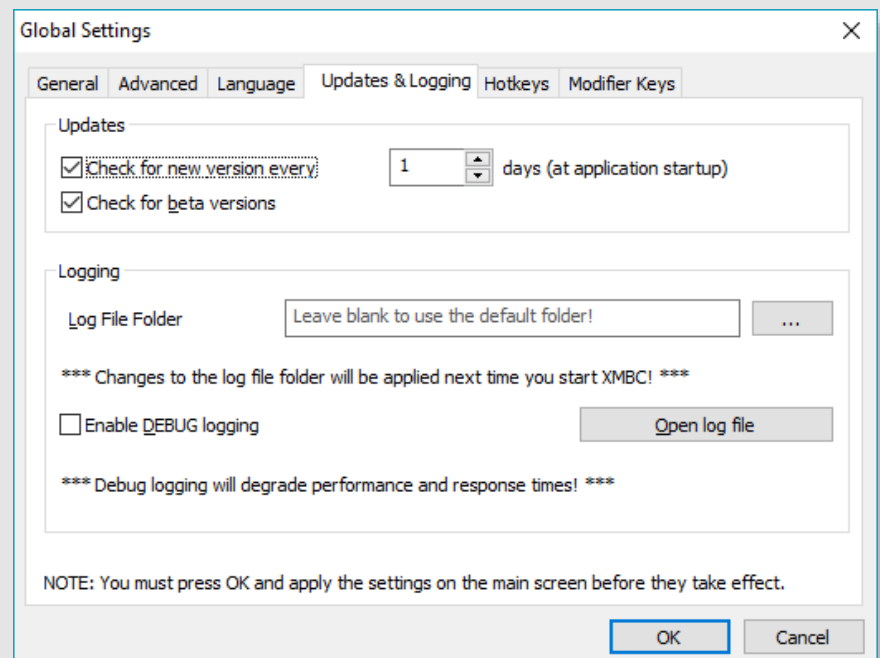 Global Settings
General Advanced Language Updates & Logging Hotkeys Modifier Keys
Updates
Check for new version every 1 days (at application startup)
Check for beta versions
Logging
Log File Folder Leave blank to use the default folder! ...
*** Changes to the log file folder will be applied next time you start XMBC! ***
Enable DEBUG logging Open log file
*** Debug logging will degrade performance and response times! ***
NOTE: You must press OK and apply the settings on the main screen before they take effect.
OK Cancel